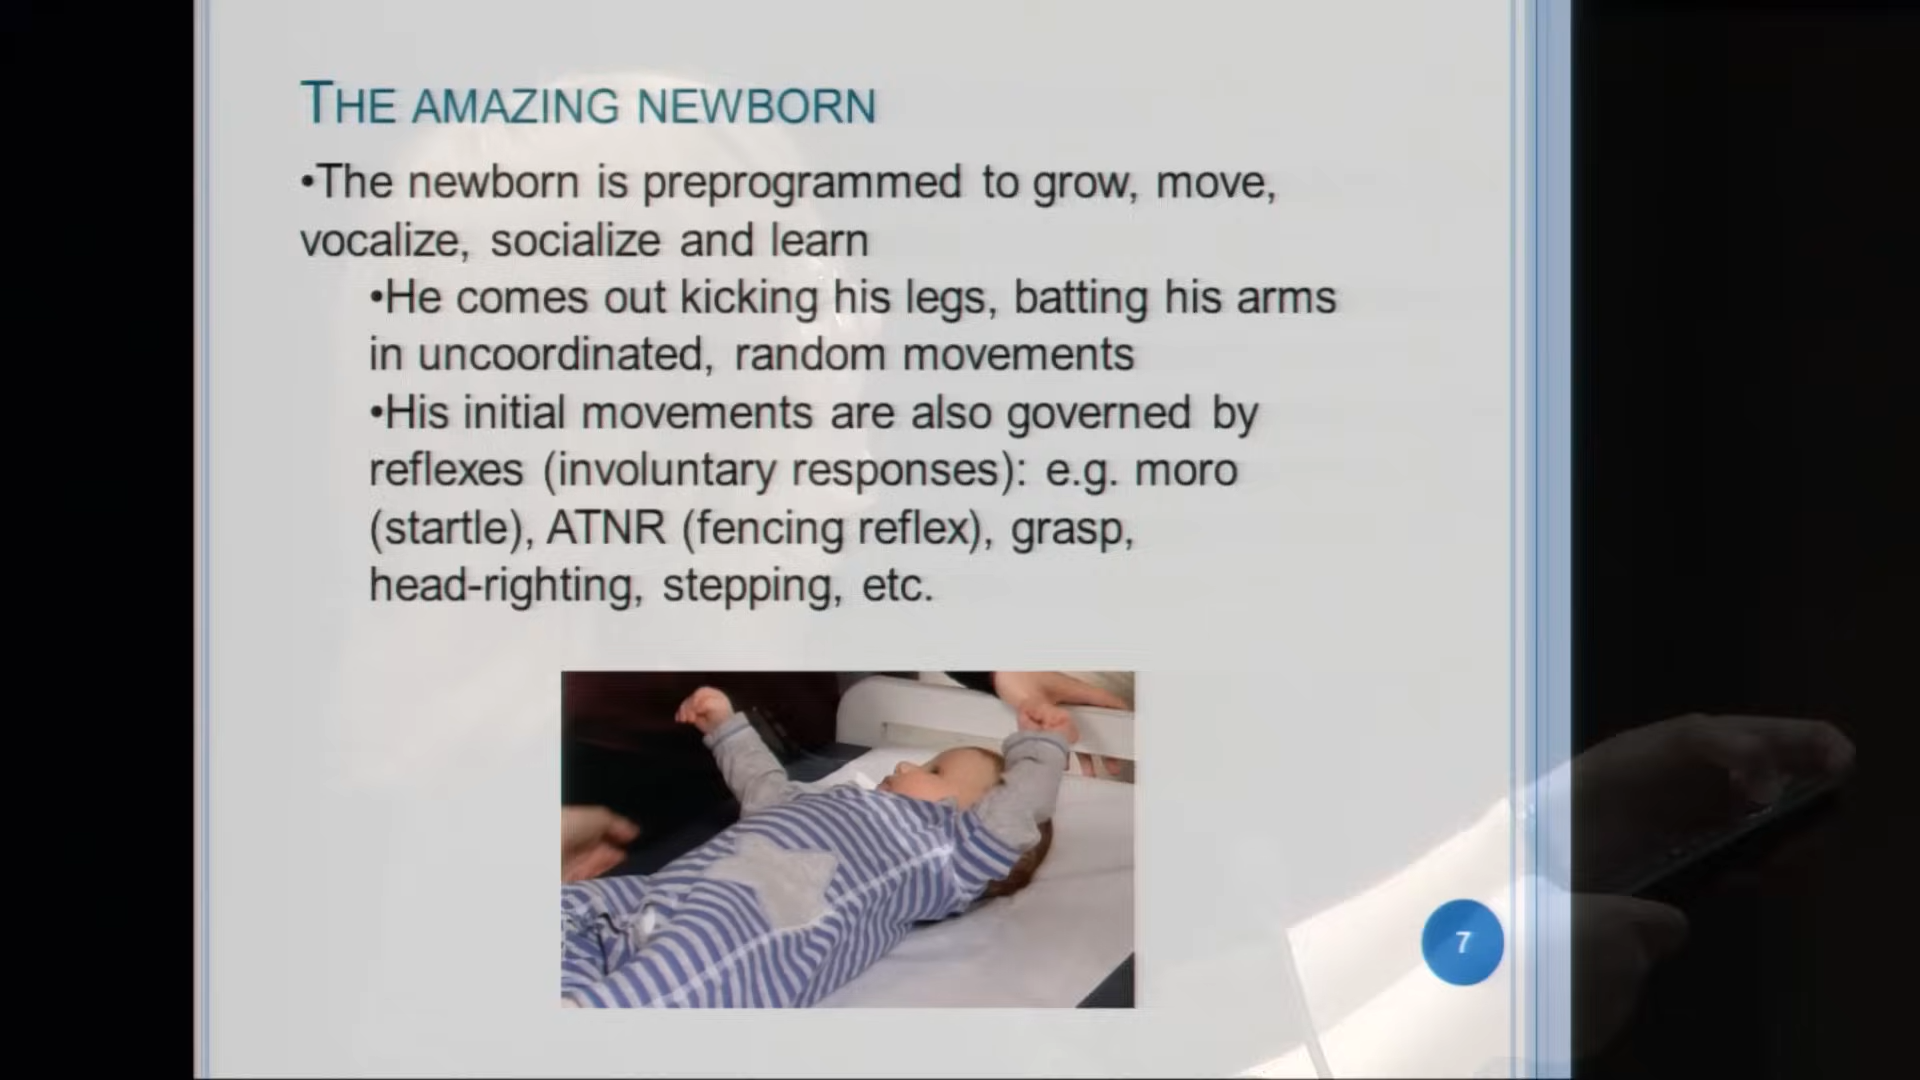 THE AMAZING NEWBORN
•The newborn is preprogrammed to grow, move,
vocalize, socialize and learn
•He comes out kicking his legs, batting his arms
in uncoordinated, random movements
•His initial movements are also governed by
reflexes (involuntary responses): e.g. moro
(startle), ATNR (fencing reflex), grasp,
head-righting, stepping, etc.
7